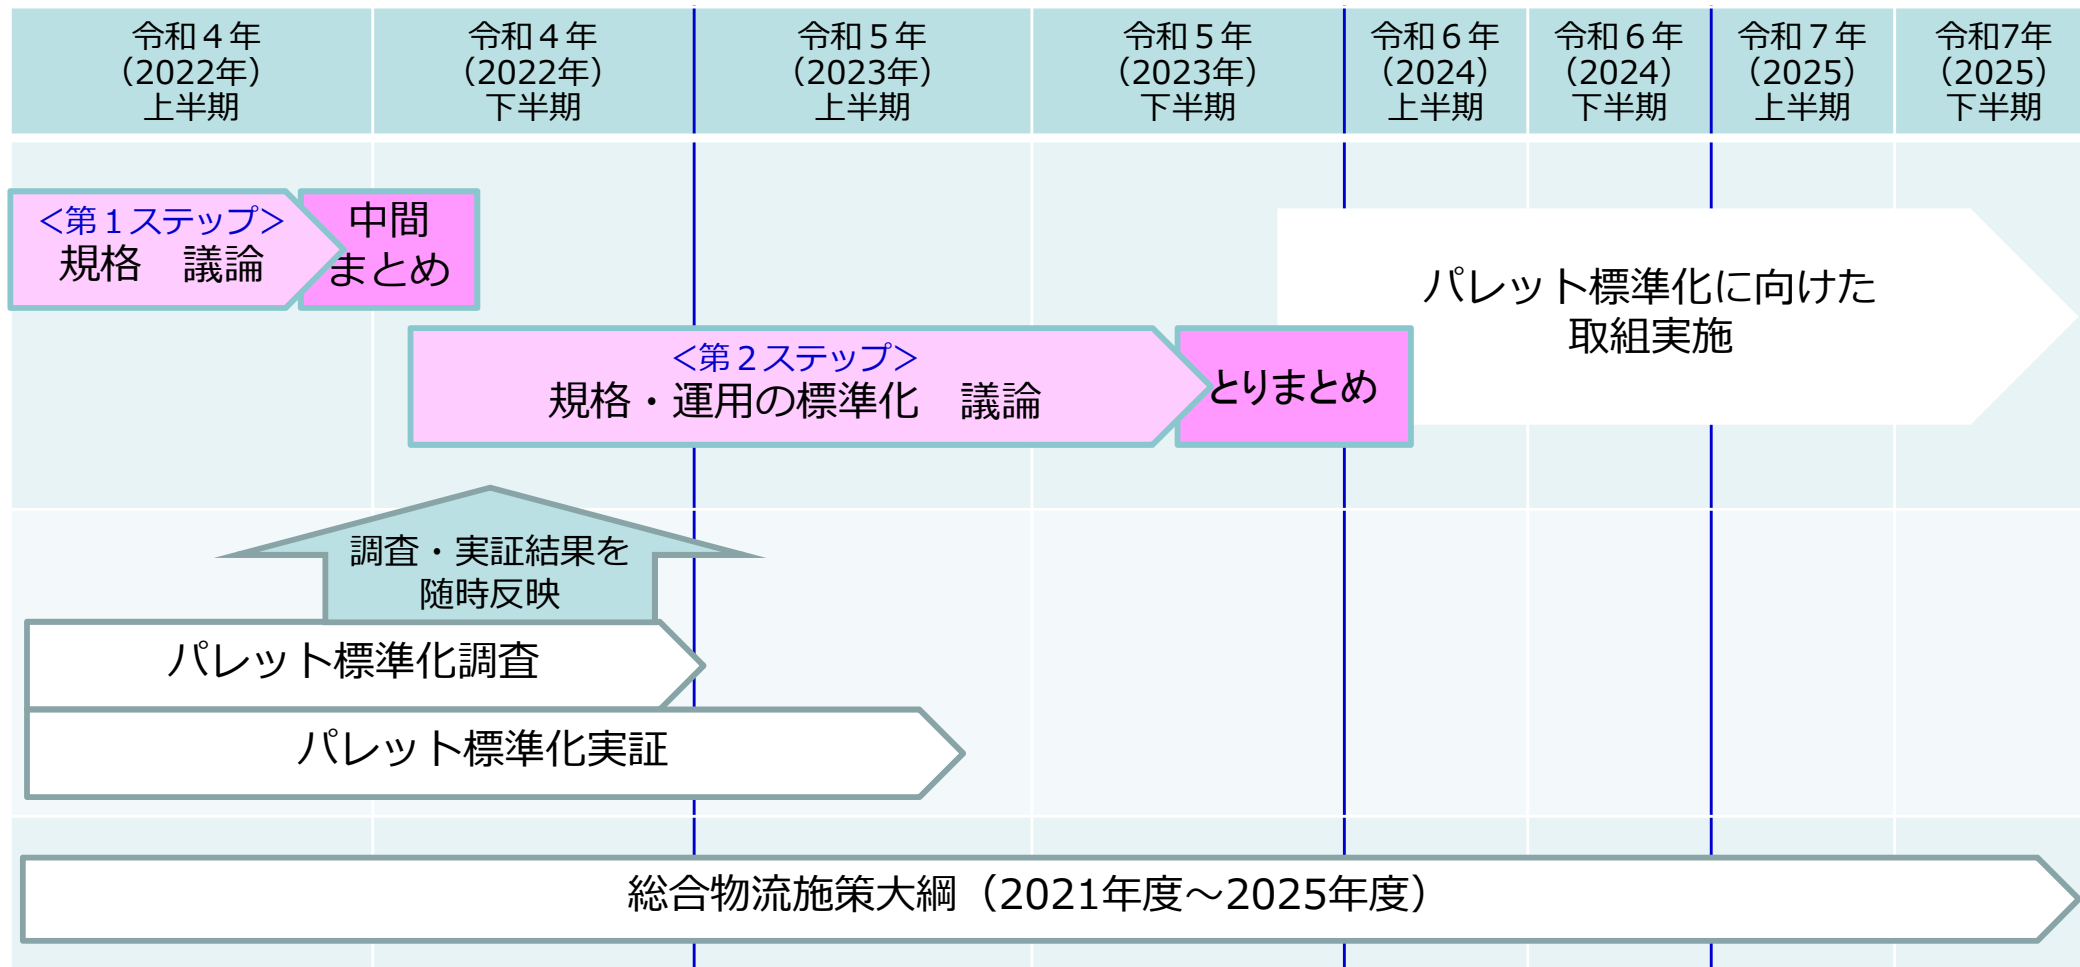 令和４年
（2022年）
上半期
令和４年
（2022年）
下半期
令和５年
（2023年）
上半期
令和５年
（2023年）
下半期
令和６年
（2024）
上半期
令和６年
（2024）
下半期
令和７年
（2025）
上半期
令和7年
（2025）
下半期
＜第１ステップ＞
規格　議論
中間
まとめ
パレット標準化に向けた
取組実施
＜第２ステップ＞
規格・運用の標準化　議論
とりまとめ
調査・実証結果を
随時反映
パレット標準化調査
パレット標準化実証
総合物流施策大綱（2021年度～2025年度）